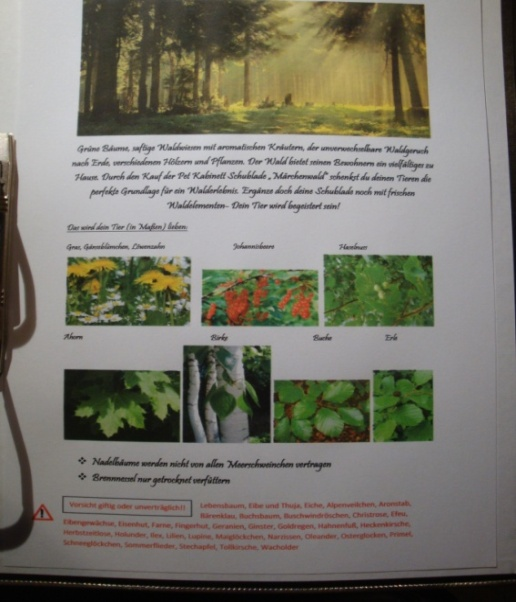 Grüne Bäume, saftige Waldwiesen mit aromatischen Kräutern, der unverwechselbare Waldgeruch
nach Erde, verschiedenen Hölzern und Pflanzen. Der Wald bietet seinen Bewohnern ein vielfältiges zu
Hause. Durch den Kauf der Pet Kabinett Schublade „Märchenwald" schenkst du deinen Tieren die
perfekte Grundlage für ein Walderlebnis. Ergänze doch deine Schublade noch mit frischen
Waldelementen- Dein Tier wird begeistert sein!
Das wird dein Tier (in Maßen) lieben:
Gras, Gänseblümchen, Löwenzahn Johannisbeere Haselnuss
Ahorn Birke Buche Erle
❖ Nadelbäume werden nicht von allen Meerschweinchen vertragen
❖ Brennnessel nur getrocknet verfüttern
Vorsicht giftig oder unverträglich!! Lebensbaum, Eibe und Thuja, Eiche, Alpenveilchen, Aronstab,
Bärenklau, Buchsbaum, Buschwindröschen, Christrose, Efeu,
Eibengewächse, Eisenhut, Farne, Fingerhut, Geranien, Ginster, Goldregen, Hahnenfuß, Heckenkirsche,
Herbstzeitlose, Holunder, Ilex, Lilien, Lupine, Maiglöckchen, Narzissen, Oleander, Osterglocken, Primel,
Schneeglöckchen, Sommerflieder, Stechapfel, Tollkirsche, Wacholder